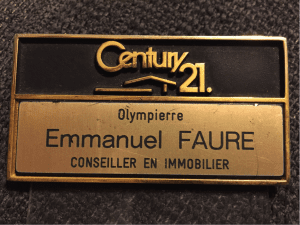 Century
21.
Olympierre
Emmanuel FAURE
CONSEILLER EN IMMOBILIER